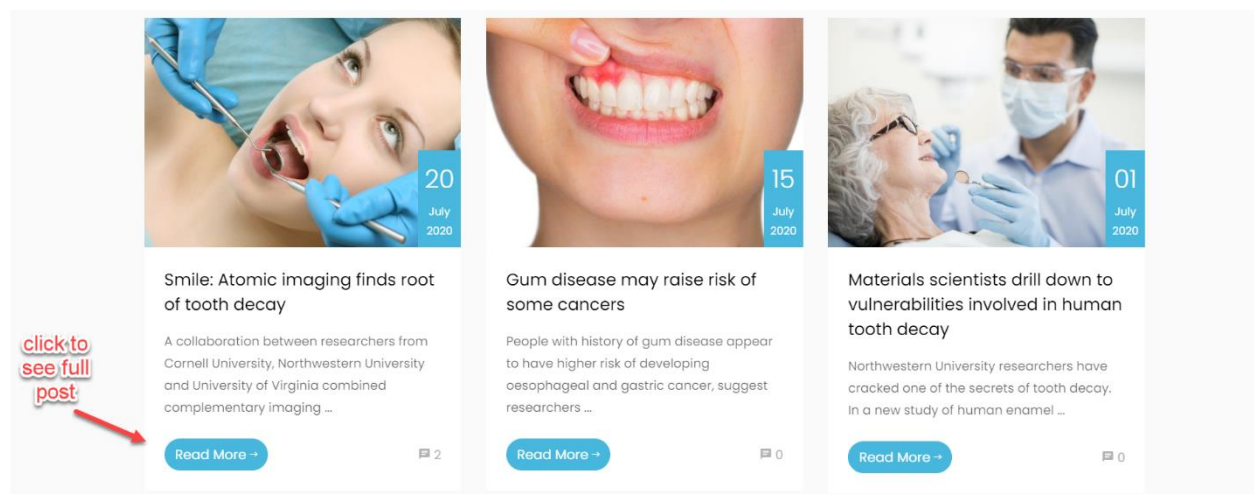 20
July
2020
Smile: Atomic imaging finds root
of tooth decay
A collaboration between researchers from
Cornell University, Northwestern University
and University of Virginia combined
complementary imaging ...
Read More →
2
15
July
2020
Gum disease may raise risk of
some cancers
People with history of gum disease appear
to have higher risk of developing
oesophageal and gastric cancer, suggest
researchers ...
Read More →
0
01
July
2020
Materials scientists drill down to
vulnerabilities involved in human
tooth decay
Northwestern University researchers have
cracked one of the secrets of tooth decay.
In a new study of human enamel ...
Read More →
0
click to
see full
post